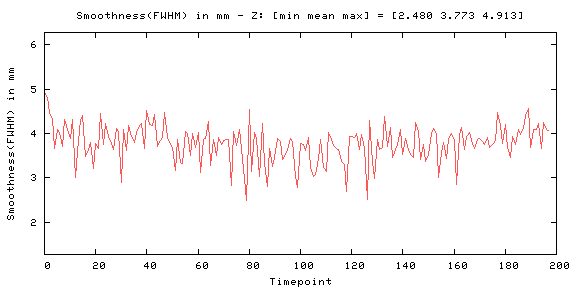 Smoothness(FWHM) in mm - Z: [min mean max] = [2.480 3.773 4.913]
6
5
4
3
2
Smoothness(FWHM) in mm
0 20 40 60 80 100 120 140 160 180 200
Timepoint